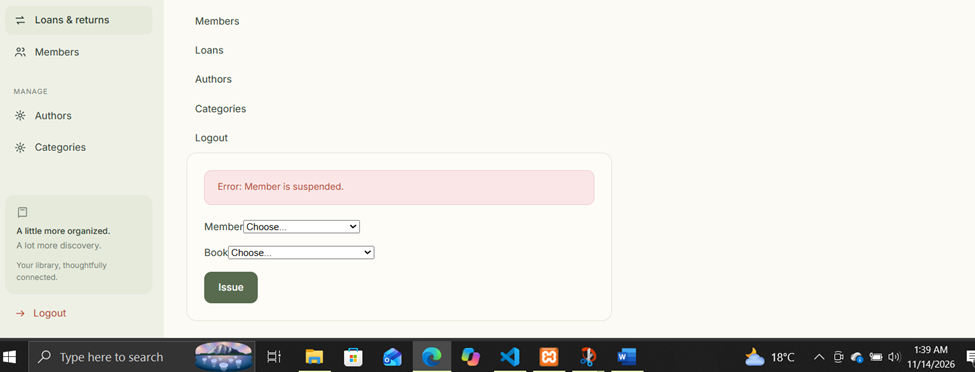 Loans & returns
Members
MANAGE
Authors
Categories
A little more organized.
A lot more discovery.
Your library, thoughtfully
connected.
Logout
Members
Loans
Authors
Categories
Logout
Error: Member is suspended.
Member Choose...
Book Choose...
Issue
Type here to search
18°C
1:39 AM
11/14/2026